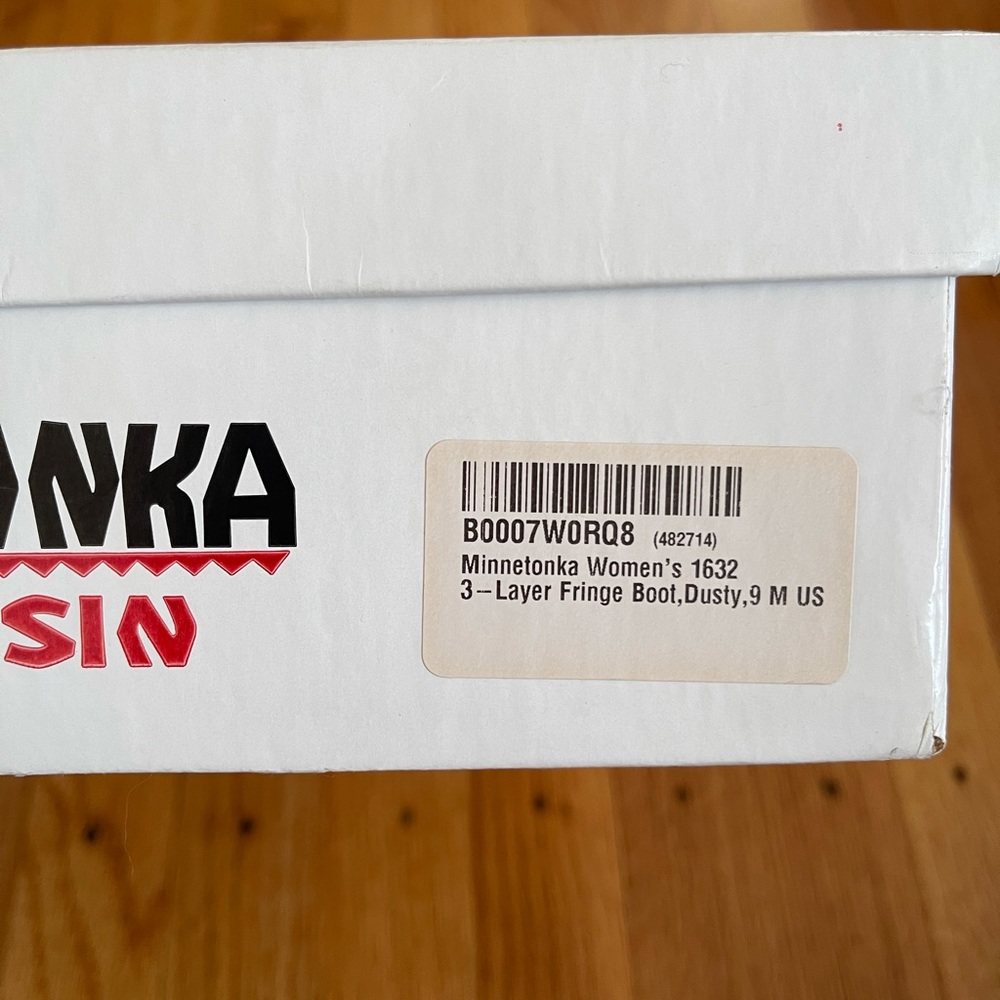 NKA
SIN
B0007W0RQ8 (482714)
Minnetonka Women's 1632
3-Layer Fringe Boot,Dusty,9 M US